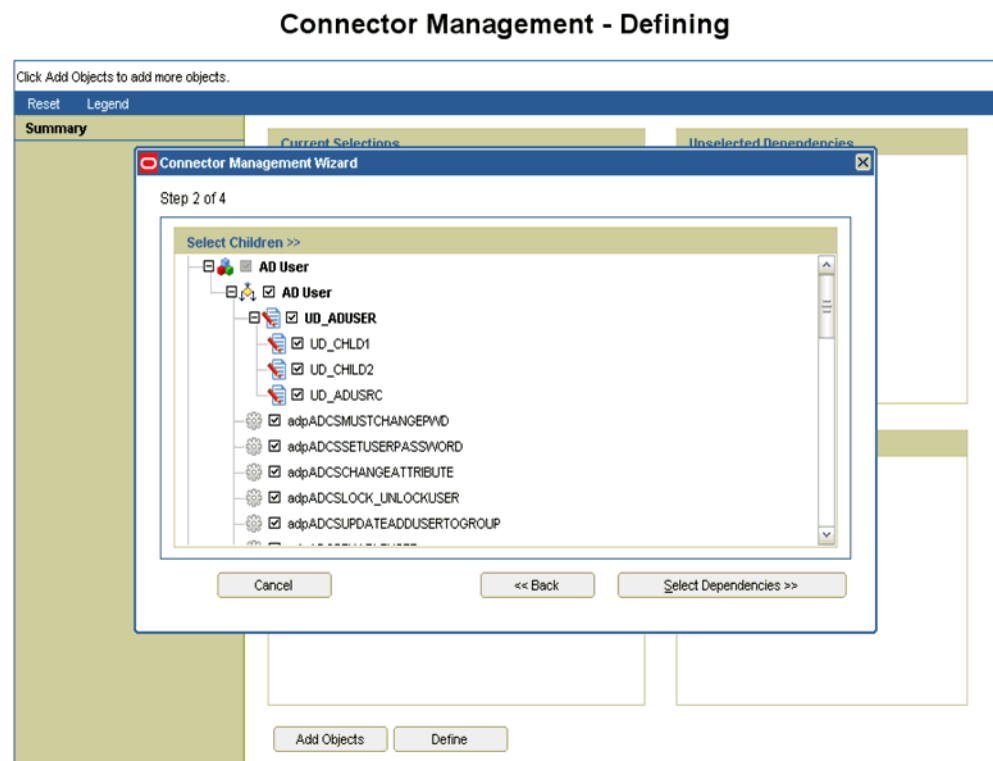 Connector Management - Defining
Click Add Objects to add more objects.
Reset Legend
Summary
Current Selections
Unselected Dependencies
Connector Management Wizard
Step 2 of 4
Select Children >>
AD User
AD User
UD_ADUSER
UD_CHLD1
UD_CHILD2
UD_ADUSRC
adpADCSMUSTCHANGEPWD
adpADCSSETUSERPASSWORD
adpADCSCHANGEATTRIBUTE
adpADCSLOCK_UNLOCKUSER
adpADCSUPDATEADDUSERTOGROUP
Cancel << Back Select Dependencies >>
Add Objects Define